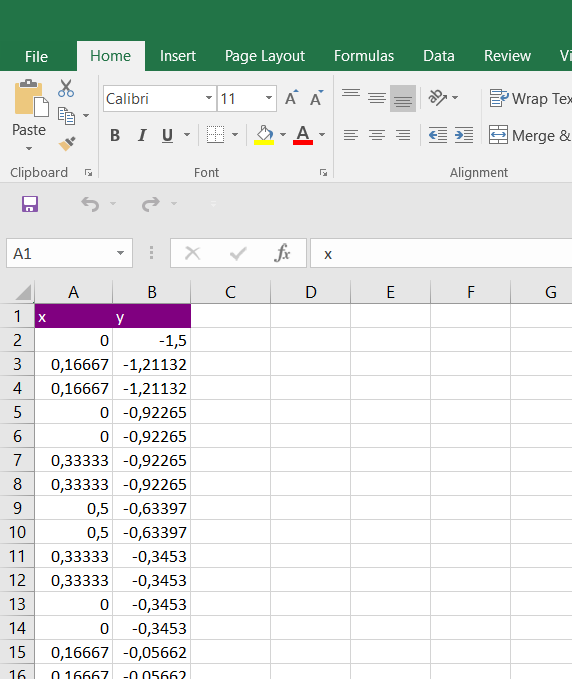 File Home Insert Page Layout Formulas Data Review Vi
Calibri 11 A A Wrap Tex
Paste B I U A Merge &
Clipboard Font Alignment
A1 fx x
A B C D E F G
1 x y
2 0 -1,5
3 0,16667 -1,21132
4 0,16667 -1,21132
5 0 -0,92265
6 0 -0,92265
7 0,33333 -0,92265
8 0,33333 -0,92265
9 0,5 -0,63397
10 0,5 -0,63397
11 0,33333 -0,3453
12 0,33333 -0,3453
13 0 -0,3453
14 0 -0,3453
15 0,16667 -0,05662
16 0,16667 -0,05662